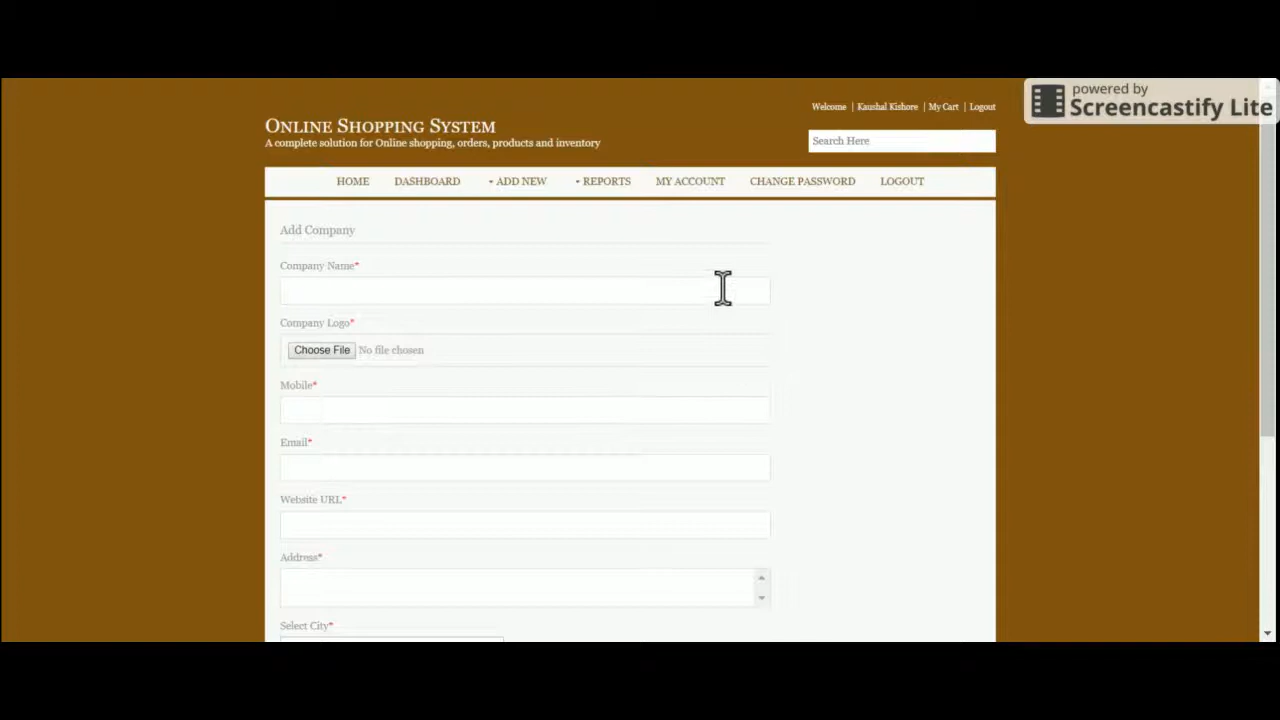 powered by
Screencastify Lite
Welcome | Kaushal Kishore | My Cart | Logout
ONLINE SHOPPING SYSTEM
A complete solution for Online shopping, orders, products and inventory
Search Here
HOME DASHBOARD ADD NEW REPORTS MY ACCOUNT CHANGE PASSWORD LOGOUT
Add Company
Company Name*
Company Logo*
Choose File No file chosen
Mobile*
Email*
Website URL*
Address*
Select City*